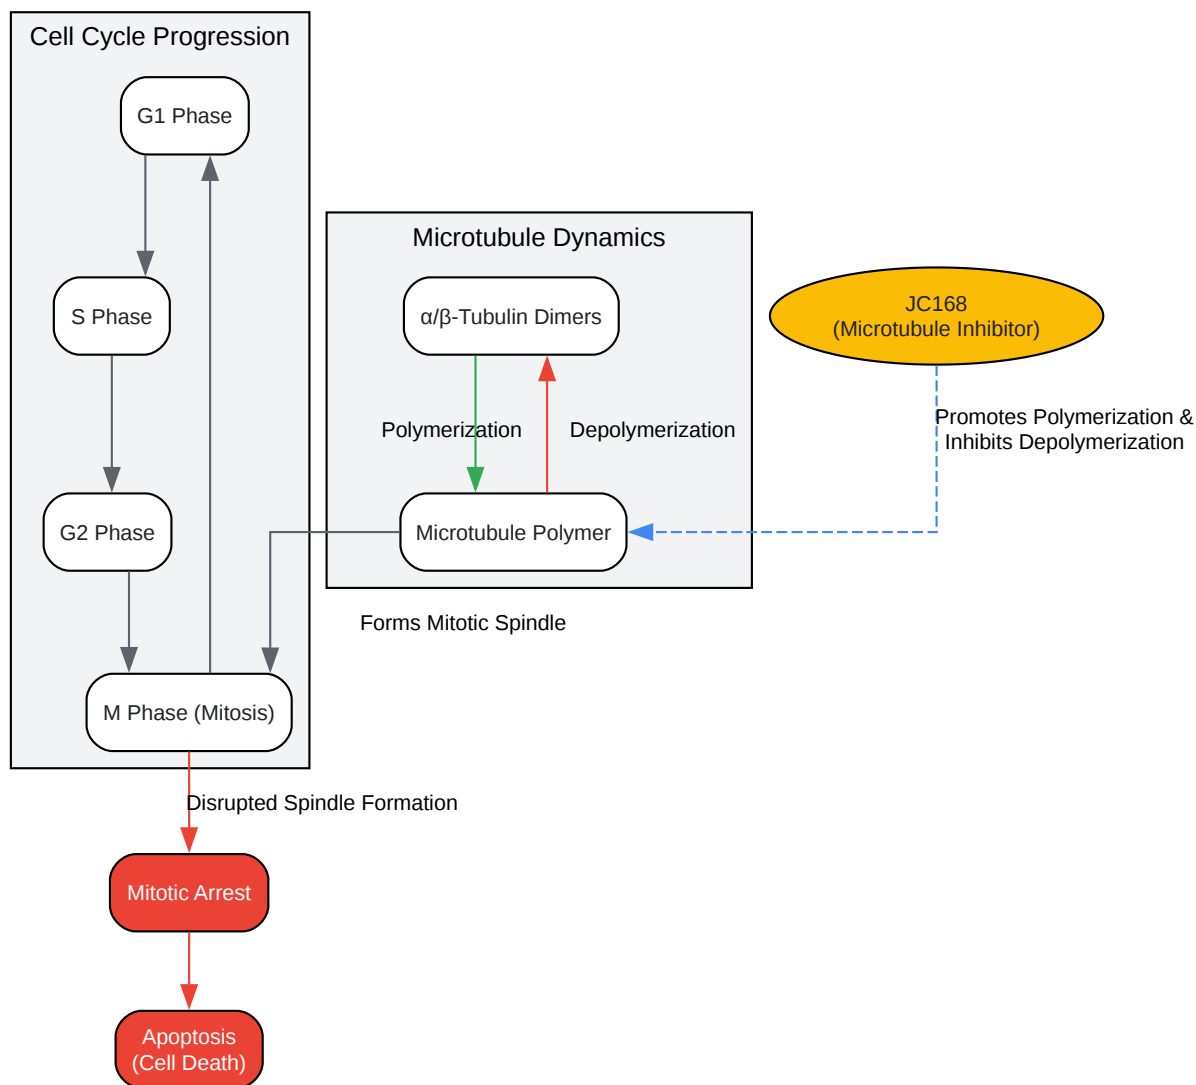 Cell Cycle Progression
G1 Phase
S Phase
G2 Phase
M Phase (Mitosis)
Microtubule Dynamics
α/β-Tubulin Dimers
Polymerization
Depolymerization
Microtubule Polymer
JC168
(Microtubule Inhibitor)
Promotes Polymerization &
Inhibits Depolymerization
Forms Mitotic Spindle
Disrupted Spindle Formation
Mitotic Arrest
Apoptosis
(Cell Death)